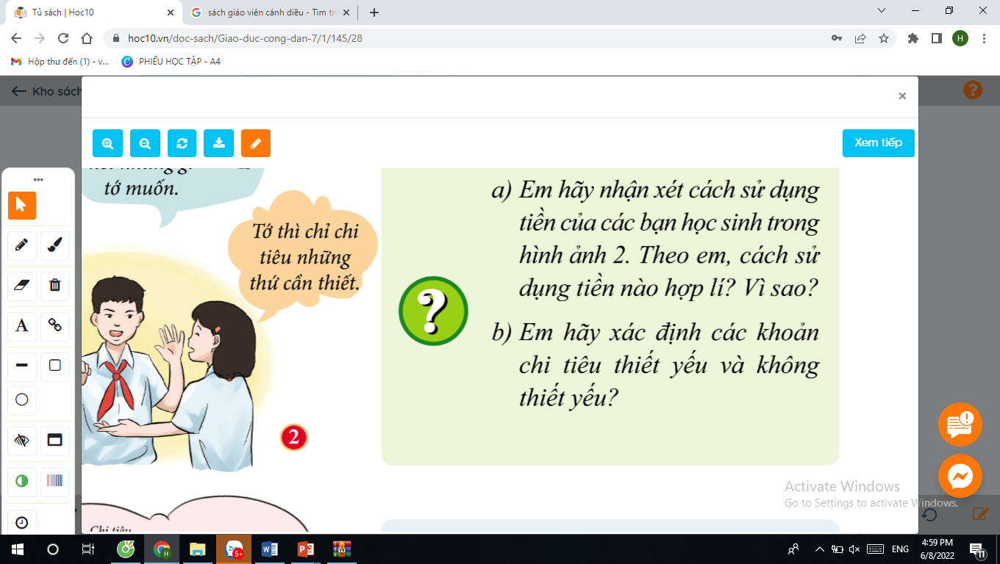 Tủ sách | Hoc10
sách giáo viên cánh diều - Tìm tr
hoc10.vn/doc-sach/Giao-duc-cong-dan-7/1/145/28
H
Hộp thư đến (1) - v...
PHIẾU HỌC TẬP - A4
Kho sách
Xem tiếp
tớ muốn.
Tớ thì chỉ chi
tiêu những
thứ cần thiết.
2
?
a) Em hãy nhận xét cách sử dụng
tiền của các bạn học sinh trong
hình ảnh 2. Theo em, cách sử
dụng tiền nào hợp lí? Vì sao?
b) Em hãy xác định các khoản
chi tiêu thiết yếu và không
thiết yếu?
Chi tiêu
A
Activate Windows
Go to Settings to activate Windows.
5+
ENG
4:59 PM
6/8/2022
11